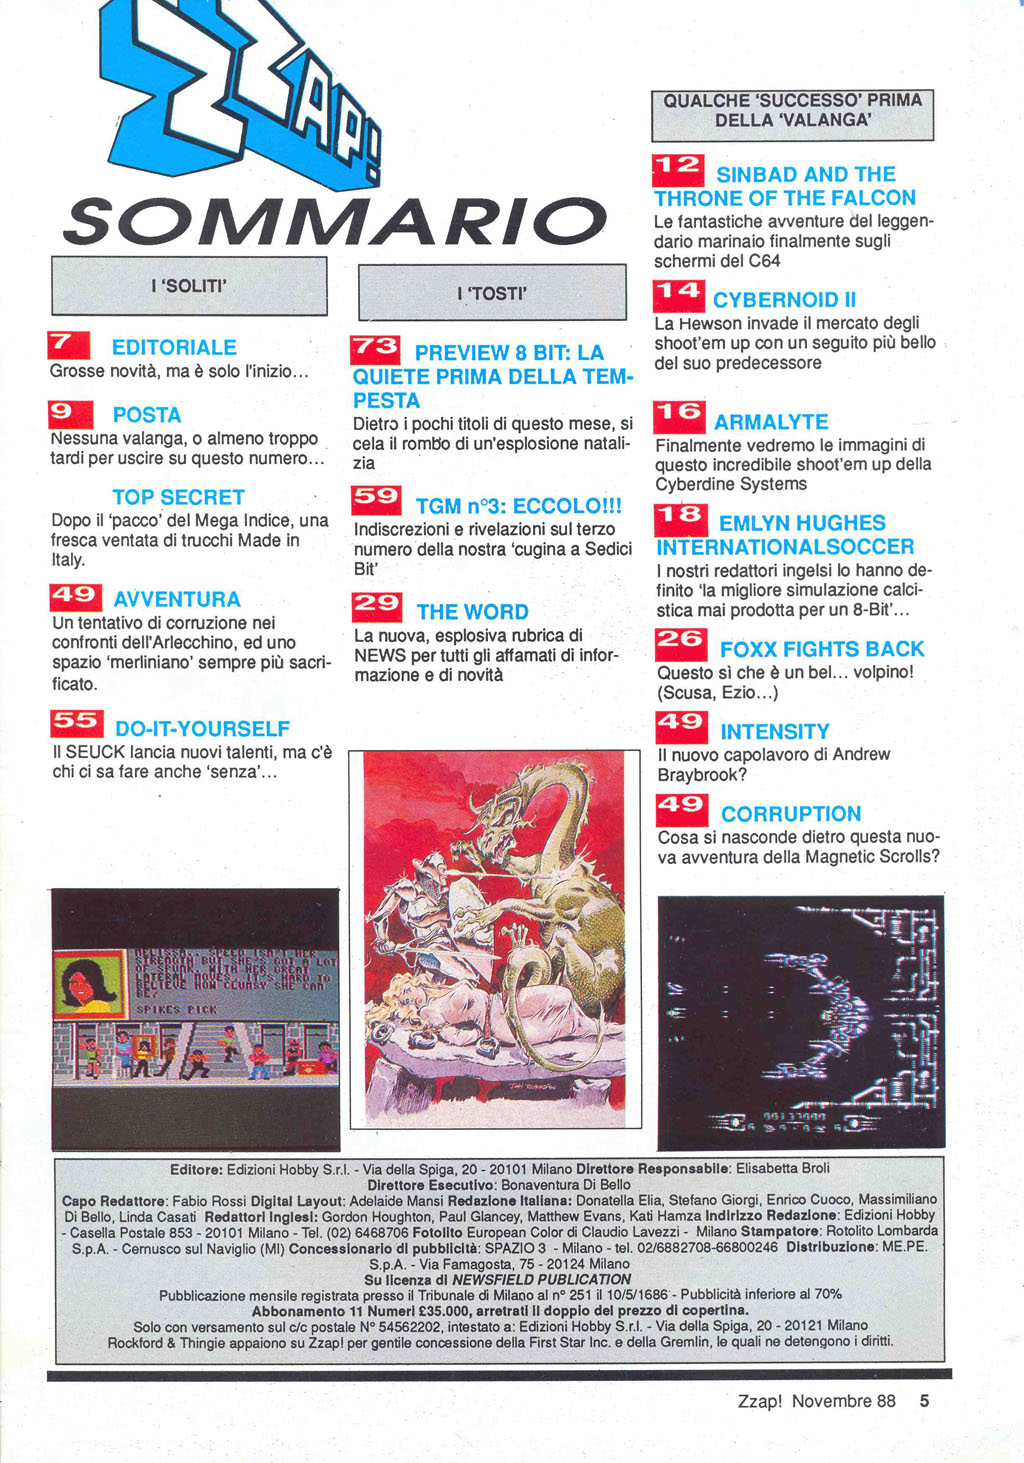 ZZAP!
SOMMARIO
I 'SOLITI'
7 EDITORIALE
Grosse novità, ma è solo l'inizio...
9 POSTA
Nessuna valanga, o almeno troppo
tardi per uscire su questo numero...
TOP SECRET
Dopo il 'pacco' del Mega Indice, una
fresca ventata di trucchi Made in
Italy.
49 AVVENTURA
Un tentativo di corruzione nei
confronti dell'Arlecchino, ed uno
spazio 'merliniano' sempre più sacri-
ficato.
55 DO-IT-YOURSELF
Il SEUCK lancia nuovi talenti, ma c'è
chi ci sa fare anche 'senza'...
I 'TOSTI'
73 PREVIEW 8 BIT: LA
QUIETE PRIMA DELLA TEM-
PESTA
Dietro i pochi titoli di questo mese, si
cela il rombo di un'esplosione natali-
zia
59 TGM n°3: ECCOLO!!!
Indiscrezioni e rivelazioni sul terzo
numero della nostra 'cugina a Sedici
Bit'
29 THE WORD
La nuova, esplosiva rubrica di
NEWS per tutti gli affamati di infor-
mazione e di novità
QUALCHE 'SUCCESSO' PRIMA
DELLA 'VALANGA'
12 SINBAD AND THE
THRONE OF THE FALCON
Le fantastiche avventure del leggen-
dario marinaio finalmente sugli
schermi del C64
14 CYBERNOID II
La Hewson invade il mercato degli
shoot'em up con un seguito più bello
del suo predecessore
16 ARMALYTE
Finalmente vedremo le immagini di
questo incredibile shoot'em up della
Cyberdine Systems
18 EMLYN HUGHES
INTERNATIONALSOCCER
I nostri redattori ingelsi lo hanno de-
finito 'la migliore simulazione calci-
stica mai prodotta per un 8-Bit'...
26 FOXX FIGHTS BACK
Questo sì che è un bel... volpino!
(Scusa, Ezio...)
49 INTENSITY
Il nuovo capolavoro di Andrew
Braybrook?
49 CORRUPTION
Cosa si nasconde dietro questa nuo-
va avventura della Magnetic Scrolls?
MELISSA... SPEED ISN'T HER
STRENGTH BUT SHE'S GOT A LOT
OF SPUNK. WITH HER GREAT
LATERAL MOVES, IT'S HARD TO
BELIEVE HOW CLUMSY SHE CAN
BE!
SPIKES PICK
Editore: Edizioni Hobby S.r.l. - Via della Spiga, 20 - 20101 Milano Direttore Responsabile: Elisabetta Broli
Direttore Esecutivo: Bonaventura Di Bello
Capo Redattore: Fabio Rossi Digital Layout: Adelaide Mansi Redazione Italiana: Donatella Elia, Stefano Giorgi, Enrico Cuoco, Massimiliano
Di Bello, Linda Casati Redattori Inglesi: Gordon Houghton, Paul Glancey, Matthew Evans, Kati Hamza Indirizzo Redazione: Edizioni Hobby
- Casella Postale 853 - 20101 Milano - Tel. (02) 6468706 Fotolito European Color di Claudio Lavezzi - Milano Stampatore: Rotolito Lombarda
S.p.A. - Cernusco sul Naviglio (MI) Concessionario di pubblicità: SPAZIO 3 - Milano - tel. 02/6882708-66800246 Distribuzione: ME.PE.
S.p.A. - Via Famagosta, 75 - 20124 Milano
Su licenza di NEWSFIELD PUBLICATION
Pubblicazione mensile registrata presso il Tribunale di Milano al n° 251 il 10/5/1686 - Pubblicità inferiore al 70%
Abbonamento 11 Numeri £35.000, arretrati il doppio del prezzo di copertina.
Solo con versamento sul c/c postale N° 54562202, intestato a: Edizioni Hobby S.r.l. - Via della Spiga, 20 - 20121 Milano
Rockford & Thingie appaiono su Zzap! per gentile concessione della First Star Inc. e della Gremlin, le quali ne detengono i diritti.
Zzap! Novembre 88 5